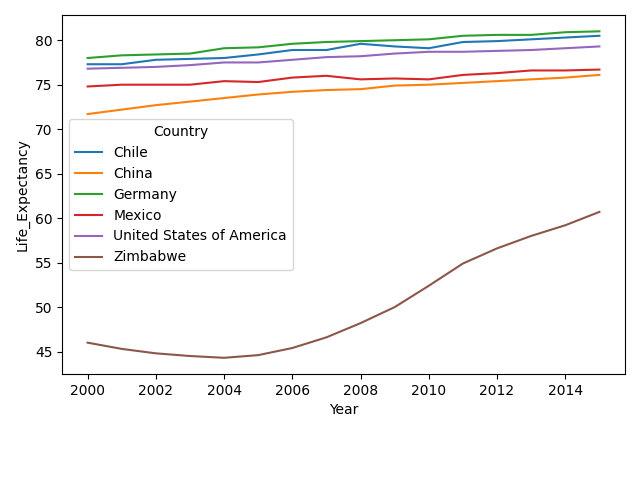 80
75
70
65
60
55
50
45
Life_Expectancy
Country
Chile
China
Germany
Mexico
United States of America
Zimbabwe
2000 2002 2004 2006 2008 2010 2012 2014
Year